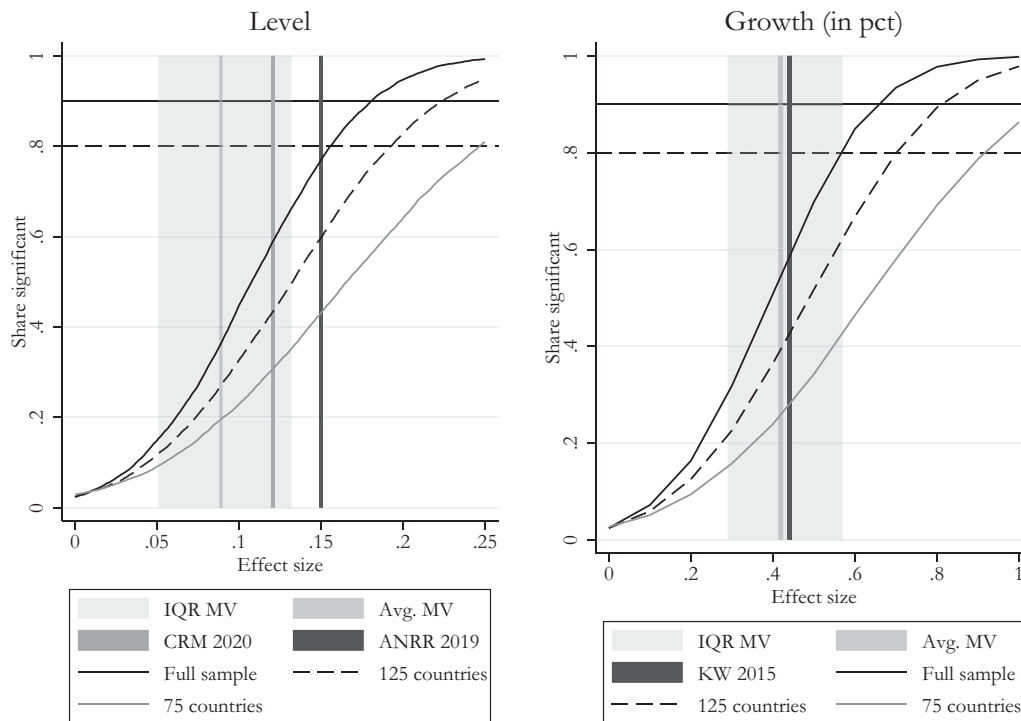 Level
Share significant
1
.8
.6
.4
.2
0
0 .05 .1 .15 .2 .25
Effect size
IQR MV Avg. MV
CRM 2020 ANRR 2019
Full sample 125 countries
75 countries
Growth (in pct)
Share significant
1
.8
.6
.4
.2
0
0 .2 .4 .6 .8 1
Effect size
IQR MV Avg. MV
KW 2015 Full sample
125 countries 75 countries